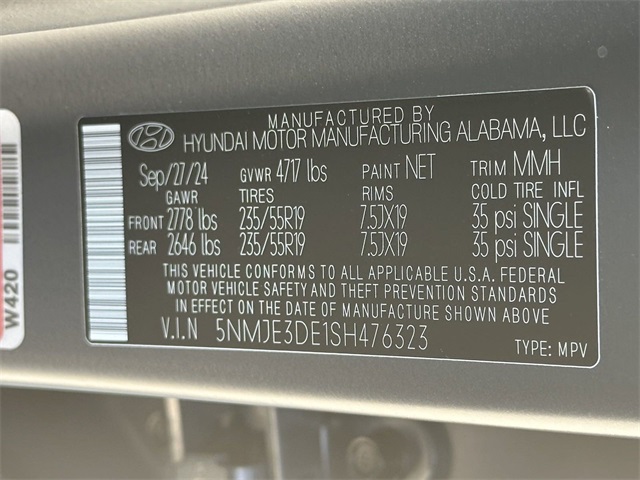 MANUFACTURED BY
HYUNDAI MOTOR MANUFACTURING ALABAMA, LLC
Sep/27/24 GVWR 4717 lbs PAINT NET TRIM MMH
GAWR TIRES RIMS COLD TIRE INFL
FRONT 2778 lbs 235/55R19 7.5JX19 35 psi SINGLE
REAR 2646 lbs 235/55R19 7.5JX19 35 psi SINGLE
THIS VEHICLE CONFORMS TO ALL APPLICABLE U.S.A. FEDERAL
MOTOR VEHICLE SAFETY AND THEFT PREVENTION STANDARDS
IN EFFECT ON THE DATE OF MANUFACTURE SHOWN ABOVE
V.I.N 5NMJE3DE1SH476323
TYPE: MPV
W420